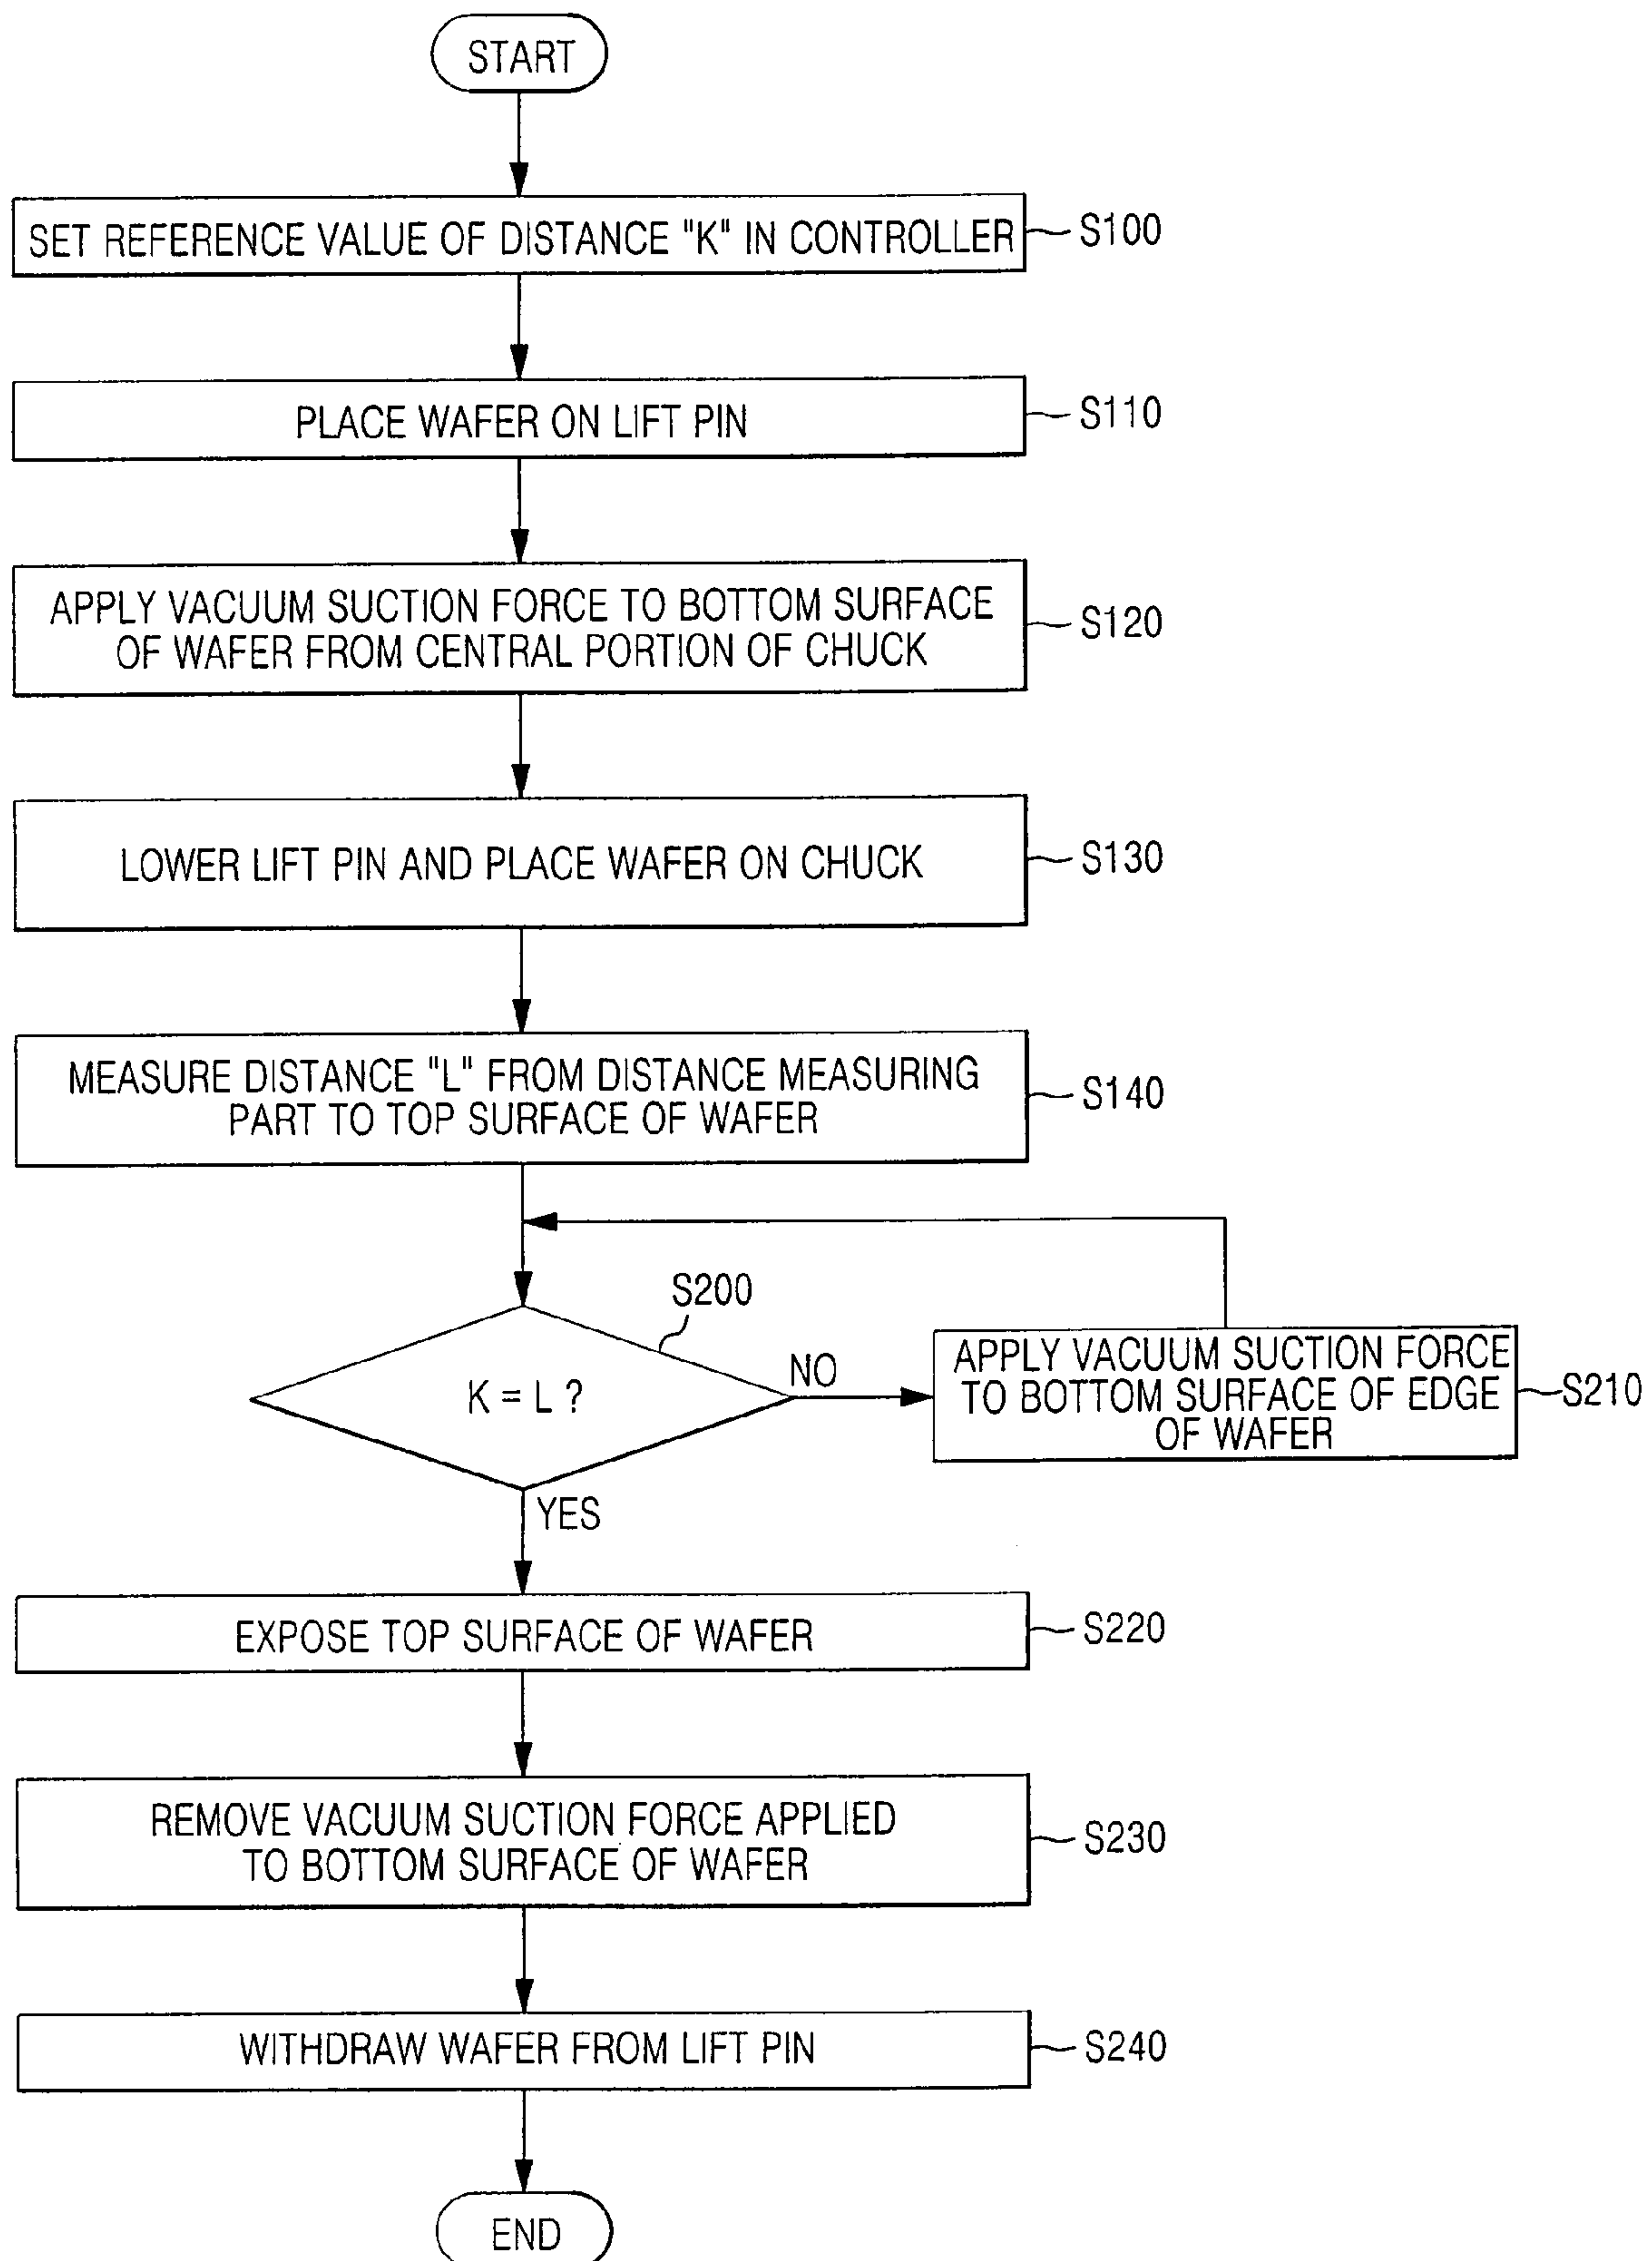 START
SET REFERENCE VALUE OF DISTANCE "K" IN CONTROLLER
S100
PLACE WAFER ON LIFT PIN
S110
APPLY VACUUM SUCTION FORCE TO BOTTOM SURFACE
OF WAFER FROM CENTRAL PORTION OF CHUCK
S120
LOWER LIFT PIN AND PLACE WAFER ON CHUCK
S130
MEASURE DISTANCE "L" FROM DISTANCE MEASURING
PART TO TOP SURFACE OF WAFER
S140
S200
K = L ?
NO
APPLY VACUUM SUCTION FORCE
TO BOTTOM SURFACE OF EDGE
OF WAFER
S210
YES
EXPOSE TOP SURFACE OF WAFER
S220
REMOVE VACUUM SUCTION FORCE APPLIED
TO BOTTOM SURFACE OF WAFER
S230
WITHDRAW WAFER FROM LIFT PIN
S240
END